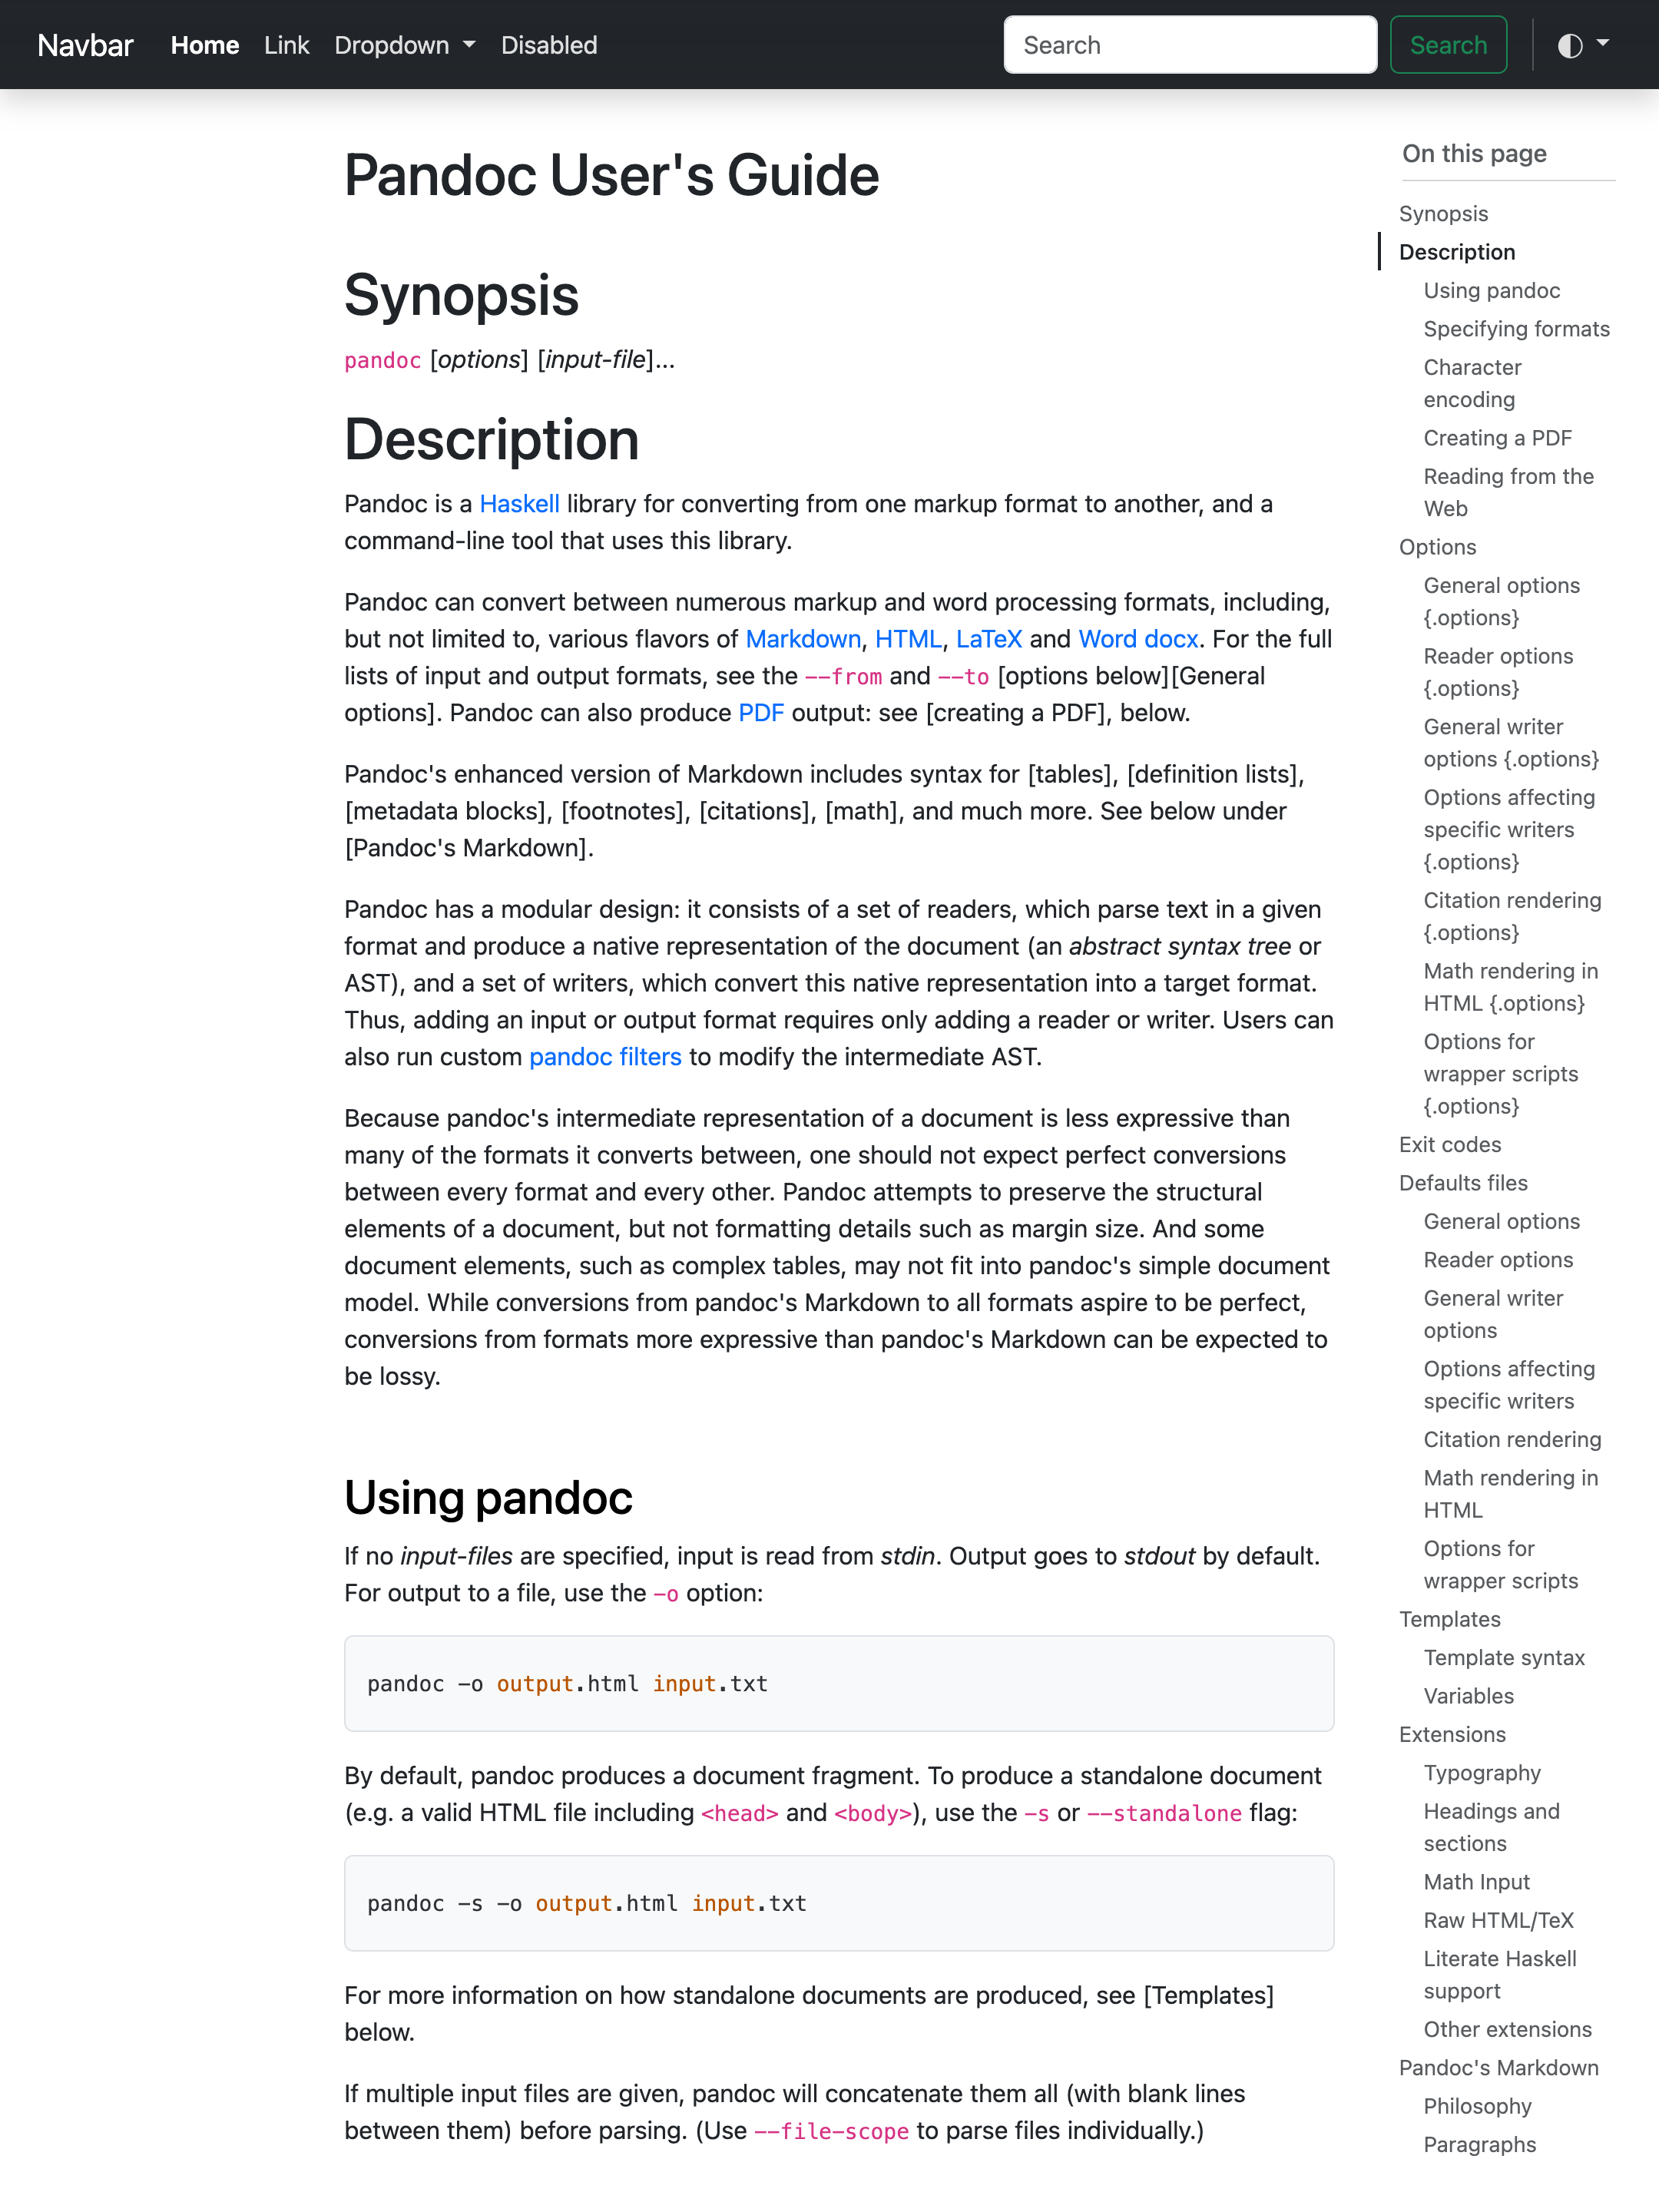 Navbar Home Link Dropdown Disabled Search Search
Pandoc User's Guide
Synopsis
pandoc [options] [input-file]...
Description
Pandoc is a Haskell library for converting from one markup format to another, and a
command-line tool that uses this library.
Pandoc can convert between numerous markup and word processing formats, including,
but not limited to, various flavors of Markdown, HTML, LaTeX and Word docx. For the full
lists of input and output formats, see the --from and --to [options below][General
options]. Pandoc can also produce PDF output: see [creating a PDF], below.
Pandoc's enhanced version of Markdown includes syntax for [tables], [definition lists],
[metadata blocks], [footnotes], [citations], [math], and much more. See below under
[Pandoc's Markdown].
Pandoc has a modular design: it consists of a set of readers, which parse text in a given
format and produce a native representation of the document (an abstract syntax tree or
AST), and a set of writers, which convert this native representation into a target format.
Thus, adding an input or output format requires only adding a reader or writer. Users can
also run custom pandoc filters to modify the intermediate AST.
Because pandoc's intermediate representation of a document is less expressive than
many of the formats it converts between, one should not expect perfect conversions
between every format and every other. Pandoc attempts to preserve the structural
elements of a document, but not formatting details such as margin size. And some
document elements, such as complex tables, may not fit into pandoc's simple document
model. While conversions from pandoc's Markdown to all formats aspire to be perfect,
conversions from formats more expressive than pandoc's Markdown can be expected to
be lossy.
Using pandoc
If no input-files are specified, input is read from stdin. Output goes to stdout by default.
For output to a file, use the -o option:
pandoc -o output.html input.txt
By default, pandoc produces a document fragment. To produce a standalone document
(e.g. a valid HTML file including <head> and <body>), use the -s or --standalone flag:
pandoc -s -o output.html input.txt
For more information on how standalone documents are produced, see [Templates]
below.
If multiple input files are given, pandoc will concatenate them all (with blank lines
between them) before parsing. (Use --file-scope to parse files individually.)
On this page
Synopsis
Description
Using pandoc
Specifying formats
Character
encoding
Creating a PDF
Reading from the
Web
Options
General options
{.options}
Reader options
{.options}
General writer
options {.options}
Options affecting
specific writers
{.options}
Citation rendering
{.options}
Math rendering in
HTML {.options}
Options for
wrapper scripts
{.options}
Exit codes
Defaults files
General options
Reader options
General writer
options
Options affecting
specific writers
Citation rendering
Math rendering in
HTML
Options for
wrapper scripts
Templates
Template syntax
Variables
Extensions
Typography
Headings and
sections
Math Input
Raw HTML/TeX
Literate Haskell
support
Other extensions
Pandoc's Markdown
Philosophy
Paragraphs